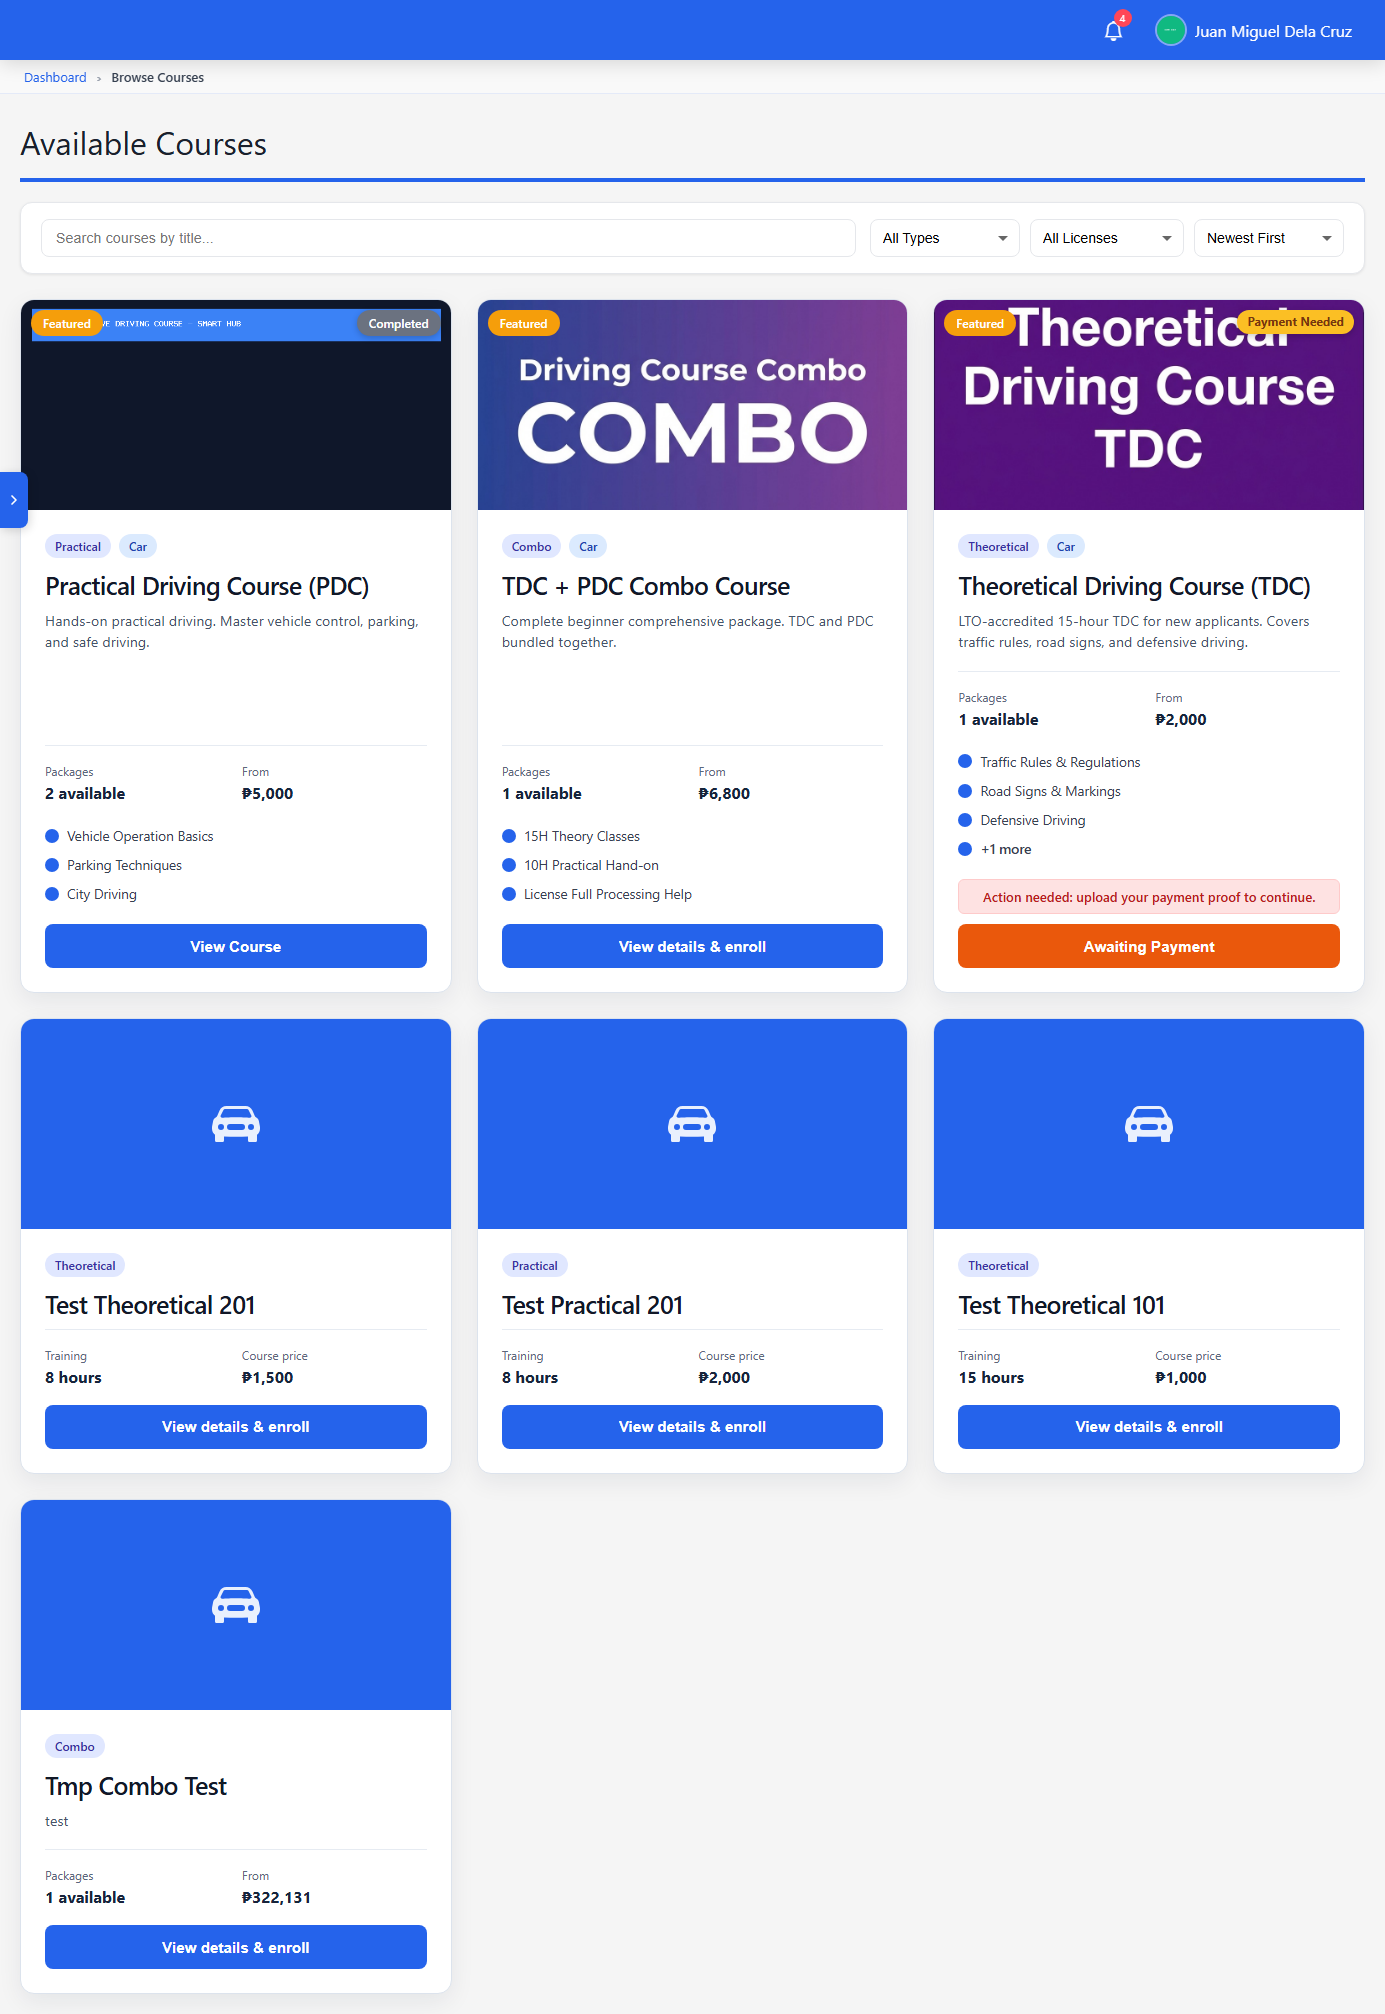 4
Juan Miguel Dela Cruz
Dashboard › Browse Courses
Available Courses
Search courses by title...
All Types
All Licenses
Newest First
Featured
DRIVING COURSE - SMART HUB
Completed
Practical Car
Practical Driving Course (PDC)
Hands-on practical driving. Master vehicle control, parking,
and safe driving.
Packages From
2 available ₱5,000
Vehicle Operation Basics
Parking Techniques
City Driving
View Course
Featured
Driving Course Combo
COMBO
Combo Car
TDC + PDC Combo Course
Complete beginner comprehensive package. TDC and PDC
bundled together.
Packages From
1 available ₱6,800
15H Theory Classes
10H Practical Hand-on
License Full Processing Help
View details & enroll
Featured
Payment Needed
Theoretical
Driving Course
TDC
Theoretical Car
Theoretical Driving Course (TDC)
LTO-accredited 15-hour TDC for new applicants. Covers
traffic rules, road signs, and defensive driving.
Packages From
1 available ₱2,000
Traffic Rules & Regulations
Road Signs & Markings
Defensive Driving
+1 more
Action needed: upload your payment proof to continue.
Awaiting Payment
Theoretical
Test Theoretical 201
Training Course price
8 hours ₱1,500
View details & enroll
Practical
Test Practical 201
Training Course price
8 hours ₱2,000
View details & enroll
Theoretical
Test Theoretical 101
Training Course price
15 hours ₱1,000
View details & enroll
Combo
Tmp Combo Test
test
Packages From
1 available ₱322,131
View details & enroll